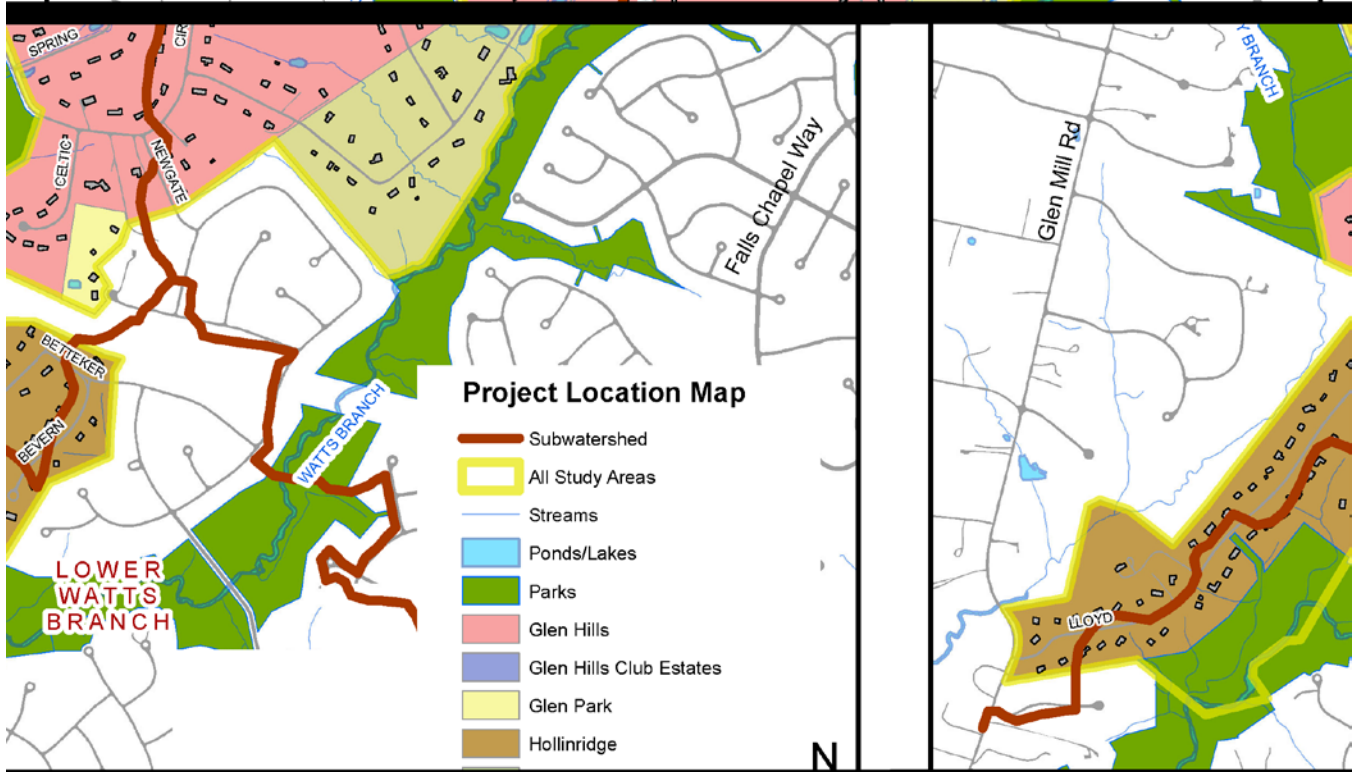 SPRING
CIR
CELTIC
NEWGATE
Falls Chapel Way
BETTEKER
BEVERN
WATTS BRANCH
LOWER
WATTS
BRANCH
Project Location Map
Subwatershed
All Study Areas
Streams
Ponds/Lakes
Parks
Glen Hills
Glen Hills Club Estates
Glen Park
Hollinridge
N
Y BRANCH
Glen Mill Rd
LLOYD